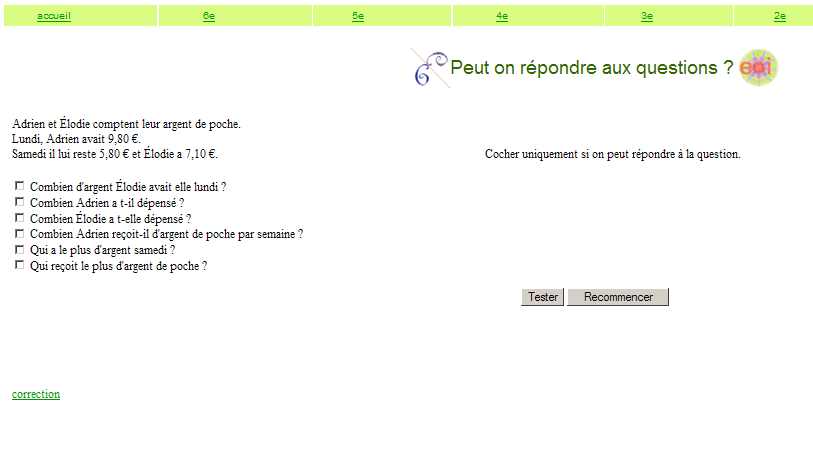 accueil 6e 5e 4e 3e 2e
6e Peut on répondre aux questions ? eoi
Adrien et Élodie comptent leur argent de poche.
Lundi, Adrien avait 9,80 €.
Samedi il lui reste 5,80 € et Élodie a 7,10 €.
Cocher uniquement si on peut répondre à la question.
Combien d'argent Élodie avait elle lundi ?
Combien Adrien a t-il dépensé ?
Combien Élodie a t-elle dépensé ?
Combien Adrien reçoit-il d'argent de poche par semaine ?
Qui a le plus d'argent samedi ?
Qui reçoit le plus d'argent de poche ?
Tester Recommencer
correction